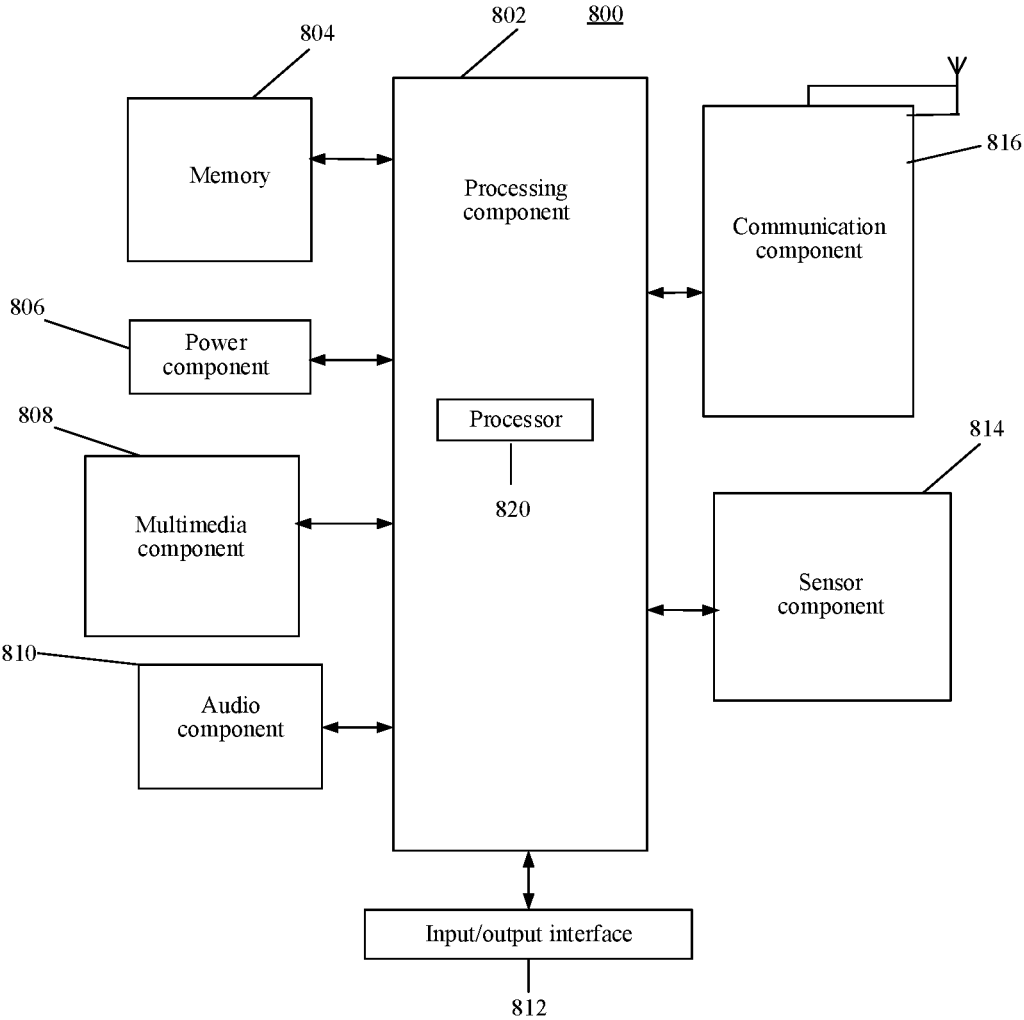 802
800
804
Memory
816
Processing
component
Communication
component
806
Power
component
808
Processor
820
814
Multimedia
component
Sensor
component
810
Audio
component
Input/output interface
812